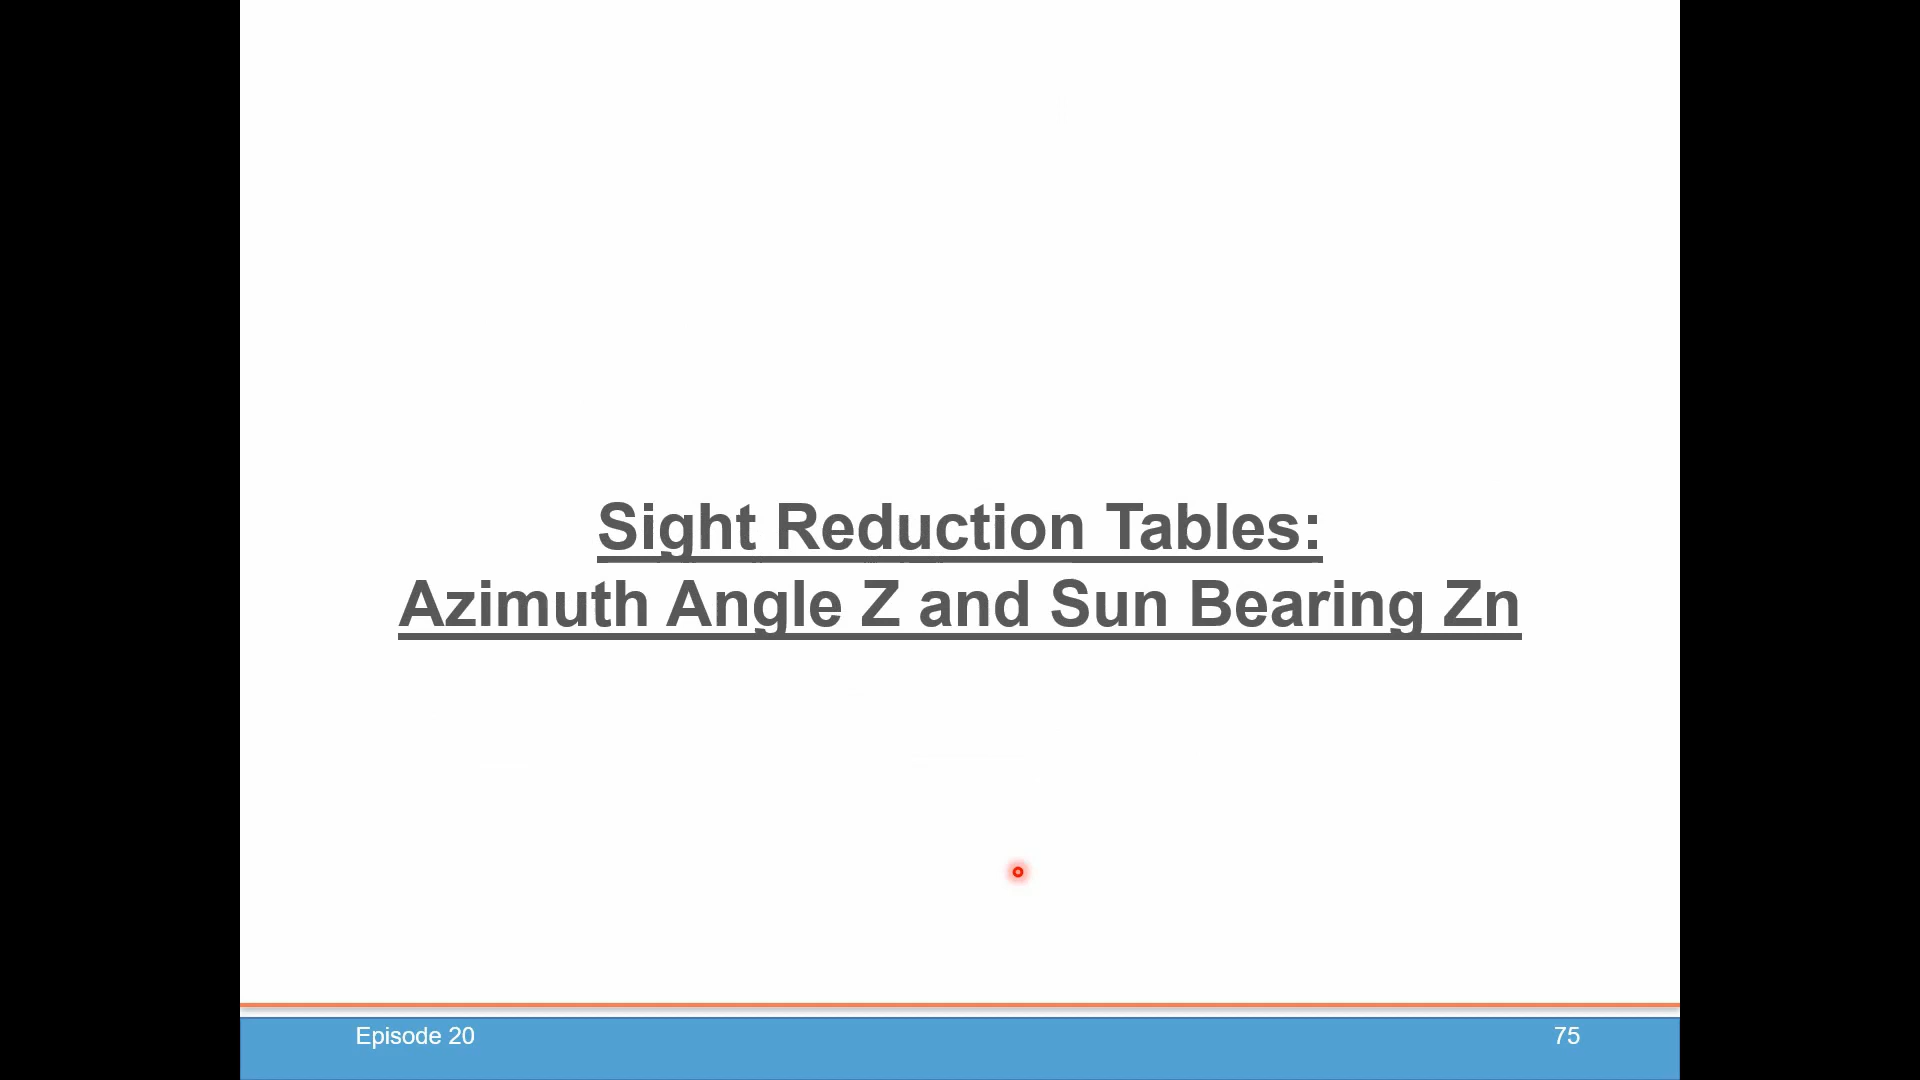 Sight Reduction Tables:
Azimuth Angle Z and Sun Bearing Zn
Episode 20
75